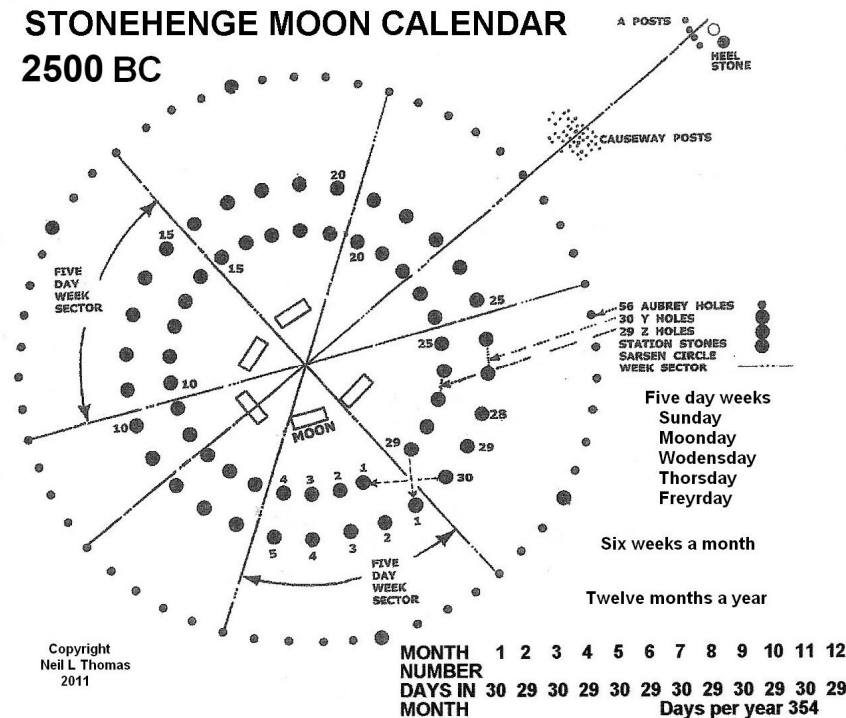 STONEHENGE MOON CALENDAR
2500 BC
A POSTS
HEEL
STONE
CAUSEWAY POSTS
20
15
15
20
FIVE
DAY
WEEK
SECTOR
25
25
56 AUBREY HOLES
30 Y HOLES
29 Z HOLES
STATION STONES
SARSEN CIRCLE
WEEK SECTOR
10
10
MOON
28
29
29
30
4 3 2 1
1
5 4 3 2
FIVE
DAY
WEEK
SECTOR
Five day weeks
Sunday
Moonday
Wodensday
Thorsday
Freyrday
Six weeks a month
Twelve months a year
Copyright
Neil L Thomas
2011
MONTH 1 2 3 4 5 6 7 8 9 10 11 12
NUMBER
DAYS IN 30 29 30 29 30 29 30 29 30 29 30 29
MONTH Days per year 354